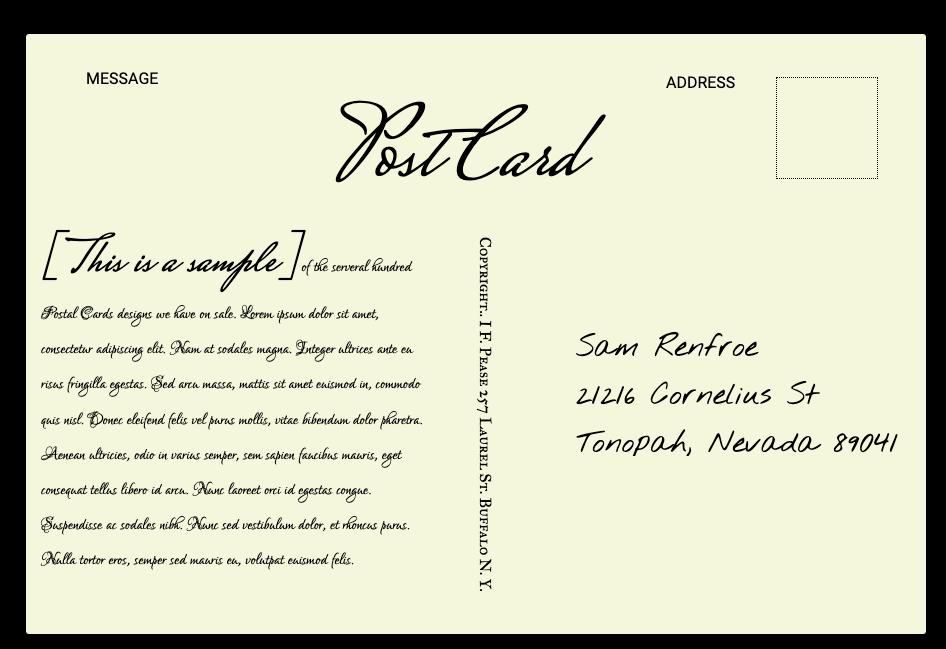 MESSAGE
ADDRESS
Post Card
[This is a sample] of the serveral hundred
Postal Cards designs we have on sale. Lorem ipsum dolor sit amet,
consectetur adipiscing elit. Nam at sodales magna. Integer ultrices ante eu
risus fringilla egestas. Sed arcu massa, mattis sit amet euismod in, commodo
quis nisl. Donec eleifend felis vel purus mollis, vitae bibendum dolor pharetra.
Aenean ultricies, odio in varius semper, sem sapien faucibus mauris, eget
consequat tellus libero id arcu. Nunc laoreet orci id egestas congue.
Suspendisse ac sodales nibh. Nunc sed vestibulum dolor, et rhoncus purus.
Nulla tortor eros, semper sed mauris eu, volutpat euismod felis.
Copyright.. I F. Pease 257 Laurel St. Buffalo N. Y.
Sam Renfroe
21216 Cornelius St
Tonopah, Nevada 89041